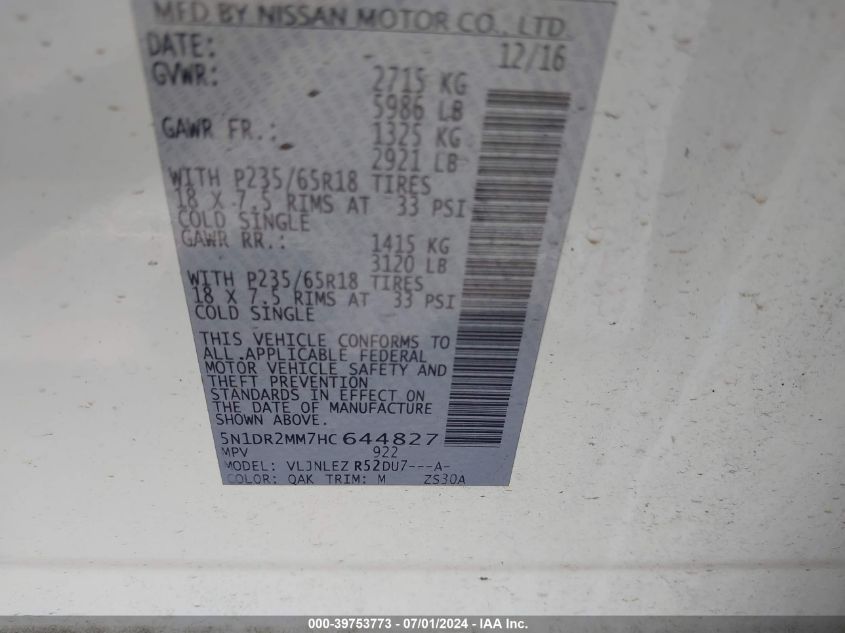 MFD BY NISSAN MOTOR CO., LTD.
DATE: 12/16
GVWR: 2715 KG
5986 LB
GAWR FR.: 1325 KG
2921 LB
WITH P235/65R18 TIRES
18 X 7.5 RIMS AT 33 PSI
COLD SINGLE
GAWR RR.: 1415 KG
3120 LB
WITH P235/65R18 TIRES
18 X 7.5 RIMS AT 33 PSI
COLD SINGLE
THIS VEHICLE CONFORMS TO
ALL APPLICABLE FEDERAL
MOTOR VEHICLE SAFETY AND
THEFT PREVENTION
STANDARDS IN EFFECT ON
THE DATE OF MANUFACTURE
SHOWN ABOVE.
5N1DR2MM7HC644827
MPV 922
MODEL: VLJNLEZ R52DU7---A-
COLOR: QAK TRIM: M ZS30A
000-39753773 - 07/01/2024 - IAA Inc.